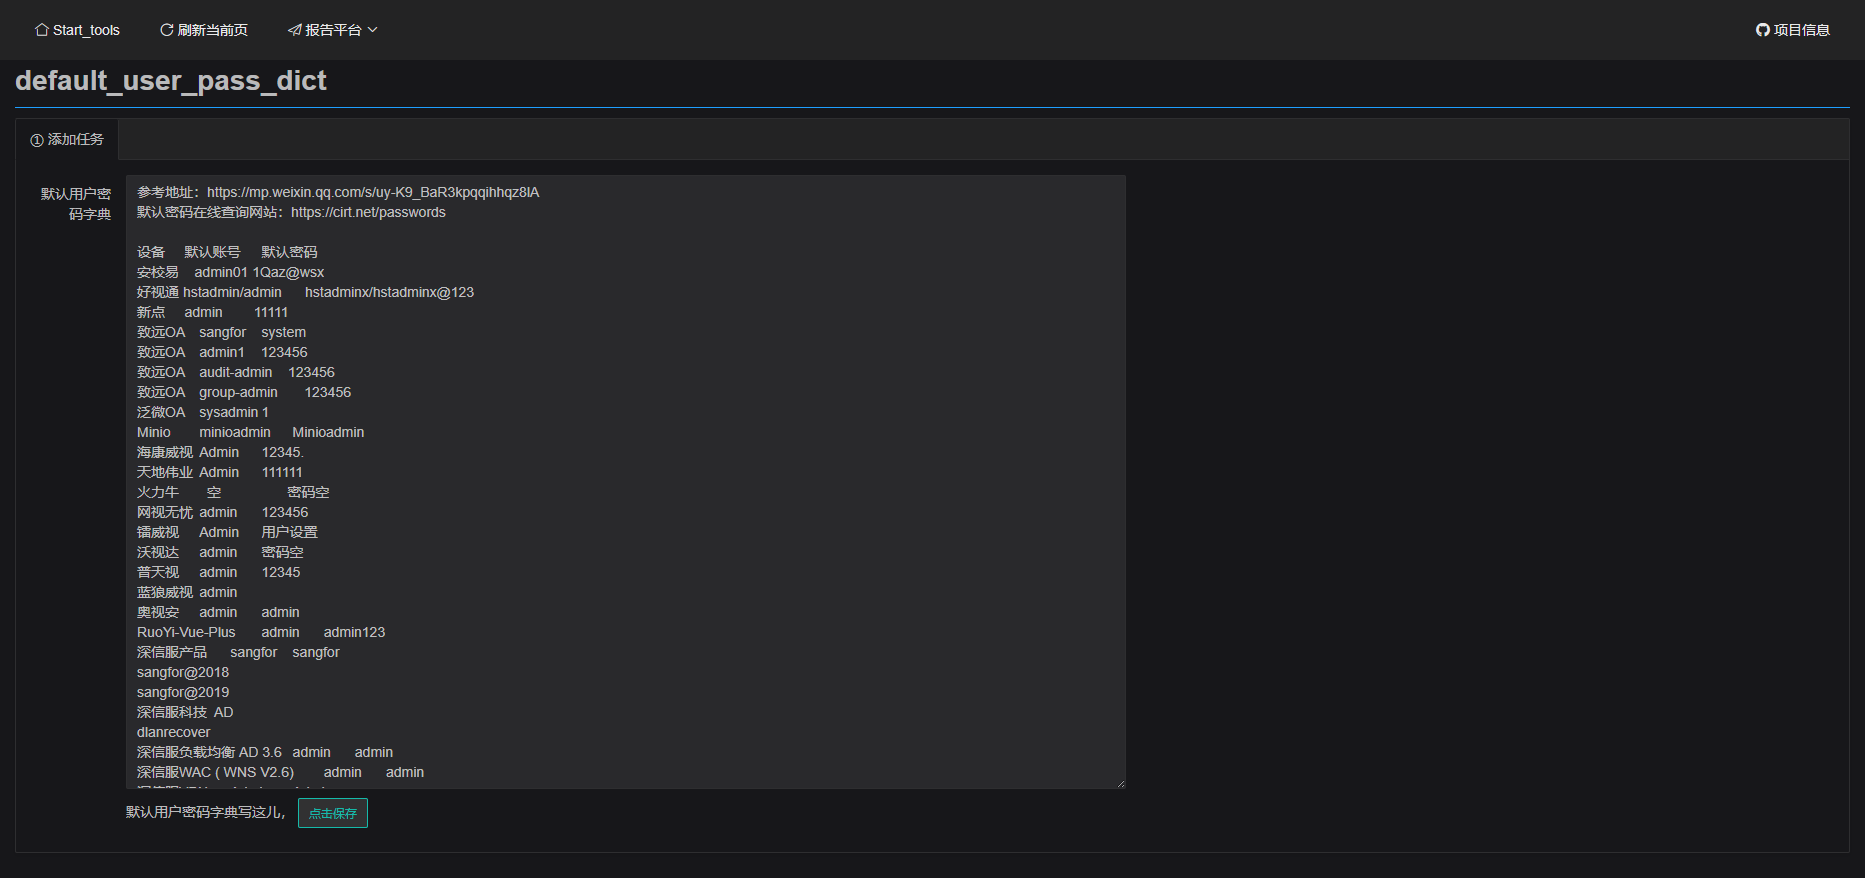 Start_tools 刷新当前页 报告平台 项目信息
default_user_pass_dict
① 添加任务
默认用户密码字典
参考地址：https://mp.weixin.qq.com/s/uy-K9_BaR3kpqqihhqz8lA
默认密码在线查询网站：https://cirt.net/passwords
设备 默认账号 默认密码
安校易 admin01 1Qaz@wsx
好视通 hstadmin/admin hstadminx/hstadminx@123
新点 admin 11111
致远OA sangfor system
致远OA admin1 123456
致远OA audit-admin 123456
致远OA group-admin 123456
泛微OA sysadmin 1
Minio minioadmin Minioadmin
海康威视 Admin 12345.
天地伟业 Admin 111111
火力牛 空 密码空
网视无忧 admin 123456
镭威视 Admin 用户设置
沃视达 admin 密码空
普天视 admin 12345
蓝狼威视 admin
奥视安 admin admin
RuoYi-Vue-Plus admin admin123
深信服产品 sangfor sangfor
sangfor@2018
sangfor@2019
深信服科技 AD
dlanrecover
深信服负载均衡 AD 3.6 admin admin
深信服WAC ( WNS V2.6) admin admin
默认用户密码字典写这儿， 点击保存